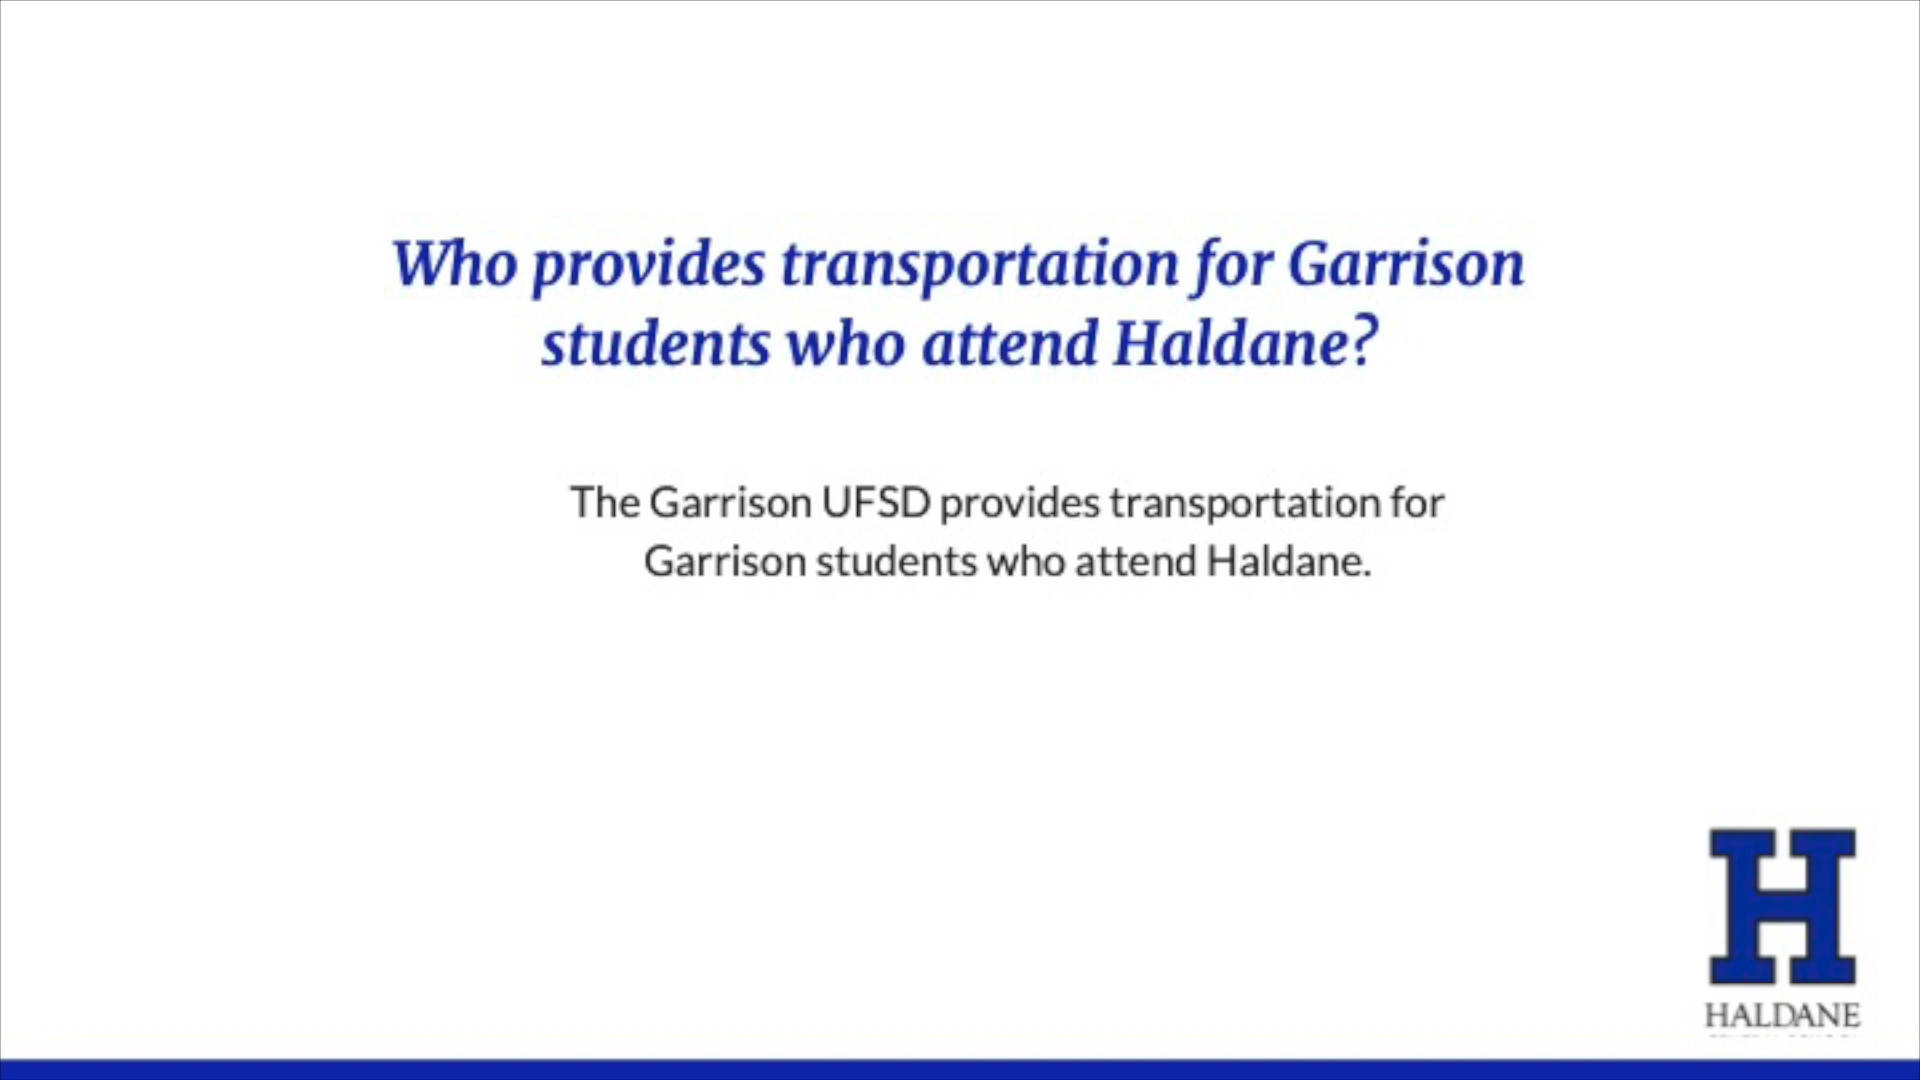 Who provides transportation for Garrison
students who attend Haldane?
The Garrison UFSD provides transportation for
Garrison students who attend Haldane.
H
HALDANE